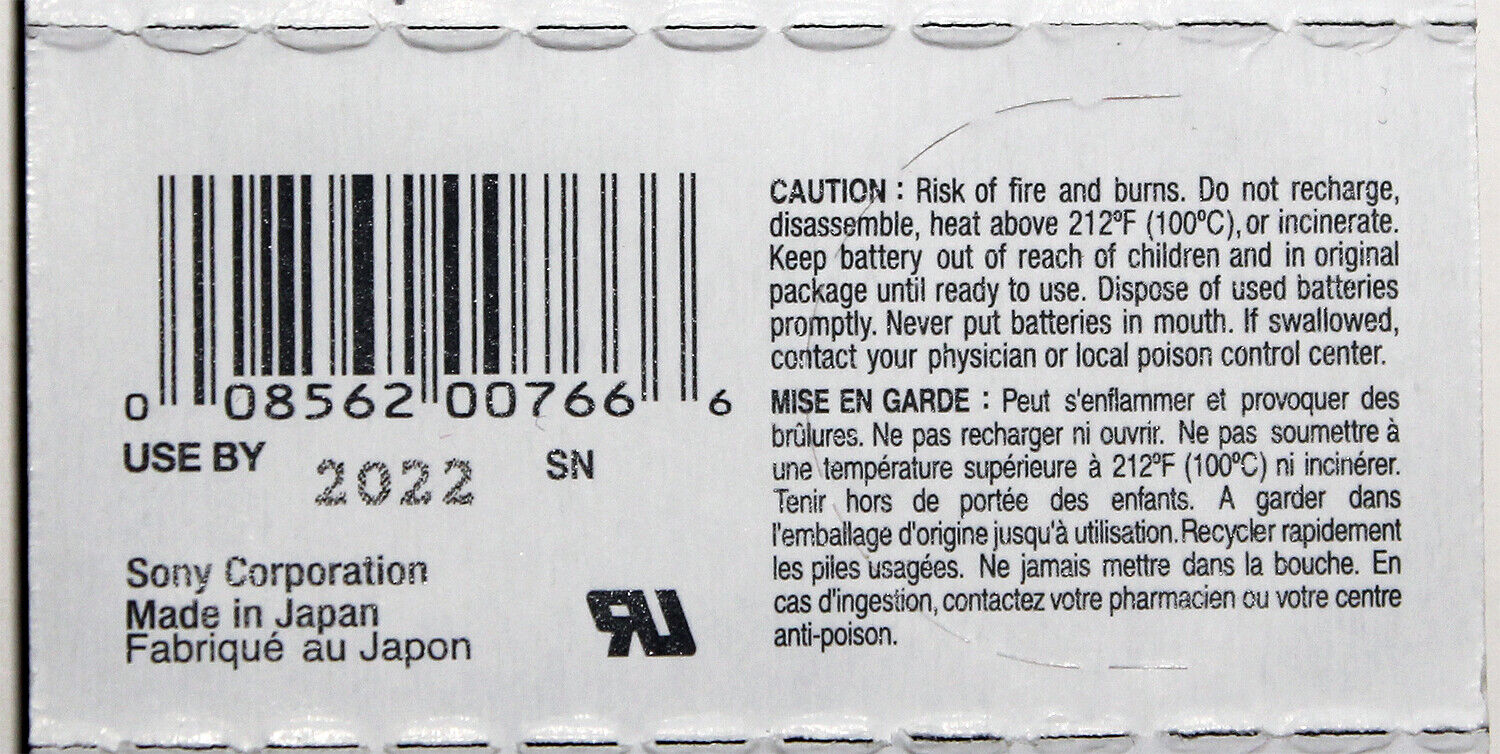 0 08562 00766 6
USE BY 2022 SN
Sony Corporation
Made in Japan
Fabriqué au Japon
RU
CAUTION : Risk of fire and burns. Do not recharge,
disassemble, heat above 212ºF (100ºC), or incinerate.
Keep battery out of reach of children and in original
package until ready to use. Dispose of used batteries
promptly. Never put batteries in mouth. If swallowed,
contact your physician or local poison control center.
MISE EN GARDE : Peut s'enflammer et provoquer des
brûlures. Ne pas recharger ni ouvrir. Ne pas soumettre à
une température supérieure à 212ºF (100ºC) ni incinérer.
Tenir hors de portée des enfants. A garder dans
l'emballage d'origine jusqu'à utilisation. Recycler rapidement
les piles usagées. Ne jamais mettre dans la bouche. En
cas d'ingestion, contactez votre pharmacien ou votre centre
anti-poison.